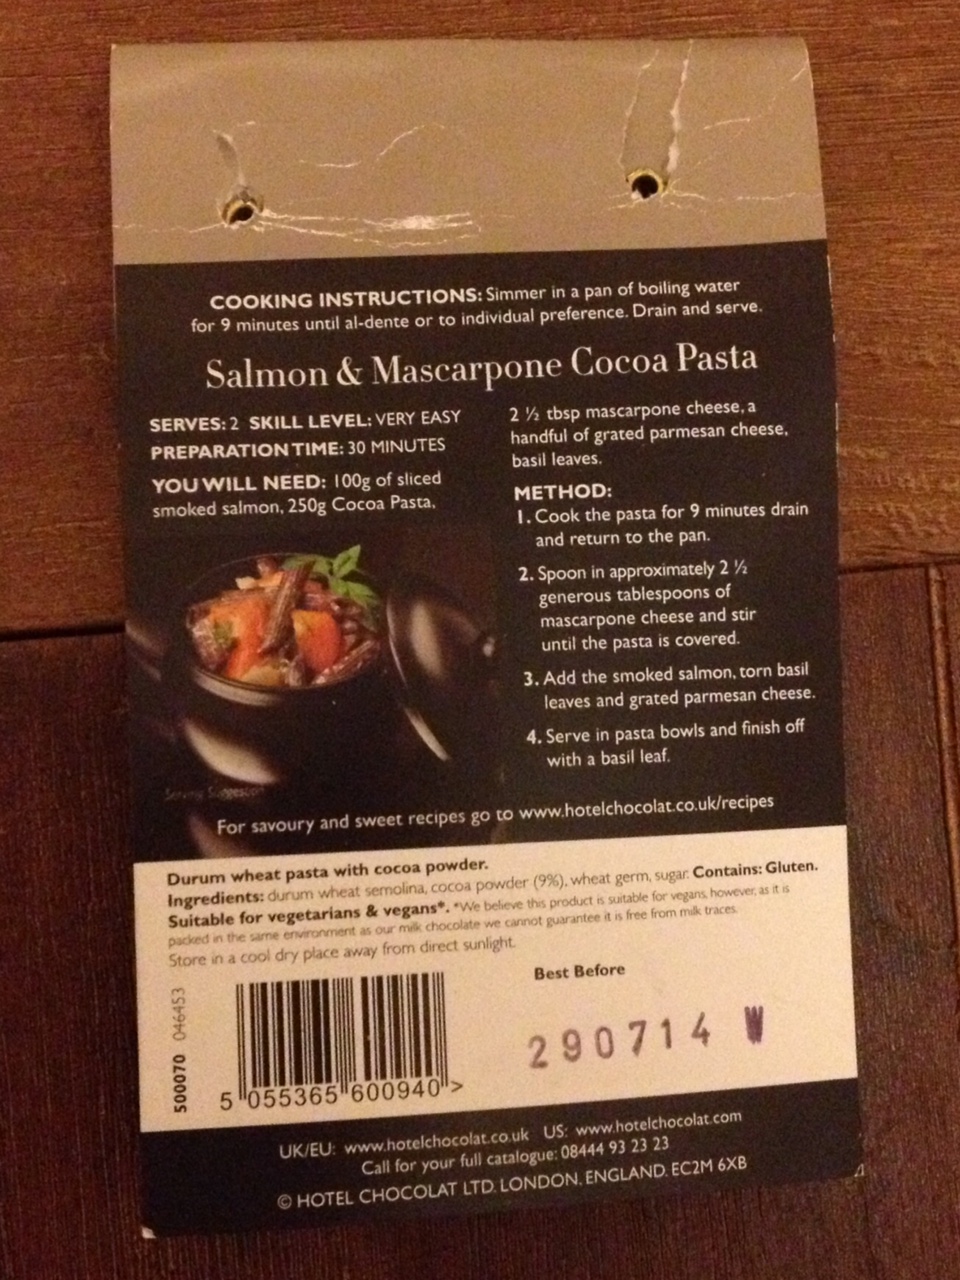 COOKING INSTRUCTIONS: Simmer in a pan of boiling water
for 9 minutes until al-dente or to individual preference. Drain and serve.
Salmon & Mascarpone Cocoa Pasta
SERVES: 2 SKILL LEVEL: VERY EASY
PREPARATION TIME: 30 MINUTES
YOU WILL NEED: 100g of sliced
smoked salmon, 250g Cocoa Pasta,
2 ½ tbsp mascarpone cheese, a
handful of grated parmesan cheese,
basil leaves.
METHOD:
1. Cook the pasta for 9 minutes drain
and return to the pan.
2. Spoon in approximately 2 ½
generous tablespoons of
mascarpone cheese and stir
until the pasta is covered.
3. Add the smoked salmon, torn basil
leaves and grated parmesan cheese.
4. Serve in pasta bowls and finish off
with a basil leaf.
Serving Suggestion
For savoury and sweet recipes go to www.hotelchocolat.co.uk/recipes
Durum wheat pasta with cocoa powder.
Ingredients: durum wheat semolina, cocoa powder (9%), wheat germ, sugar. Contains: Gluten.
Suitable for vegetarians & vegans*. *We believe this product is suitable for vegans, however, as it is
packed in the same environment as our milk chocolate we cannot guarantee it is free from milk traces.
Store in a cool dry place away from direct sunlight.
Best Before
290714 W
500070 046453
5 055365 600940 >
UK/EU: www.hotelchocolat.co.uk US: www.hotelchocolat.com
Call for your full catalogue: 08444 93 23 23
© HOTEL CHOCOLAT LTD. LONDON, ENGLAND. EC2M 6XB